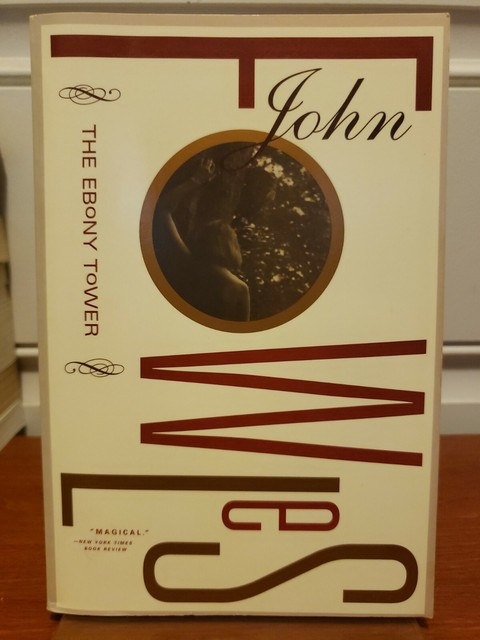 John
FOWLes
THE EBONY TOWER
"MAGICAL."
—NEW YORK TIMES
BOOK REVIEW